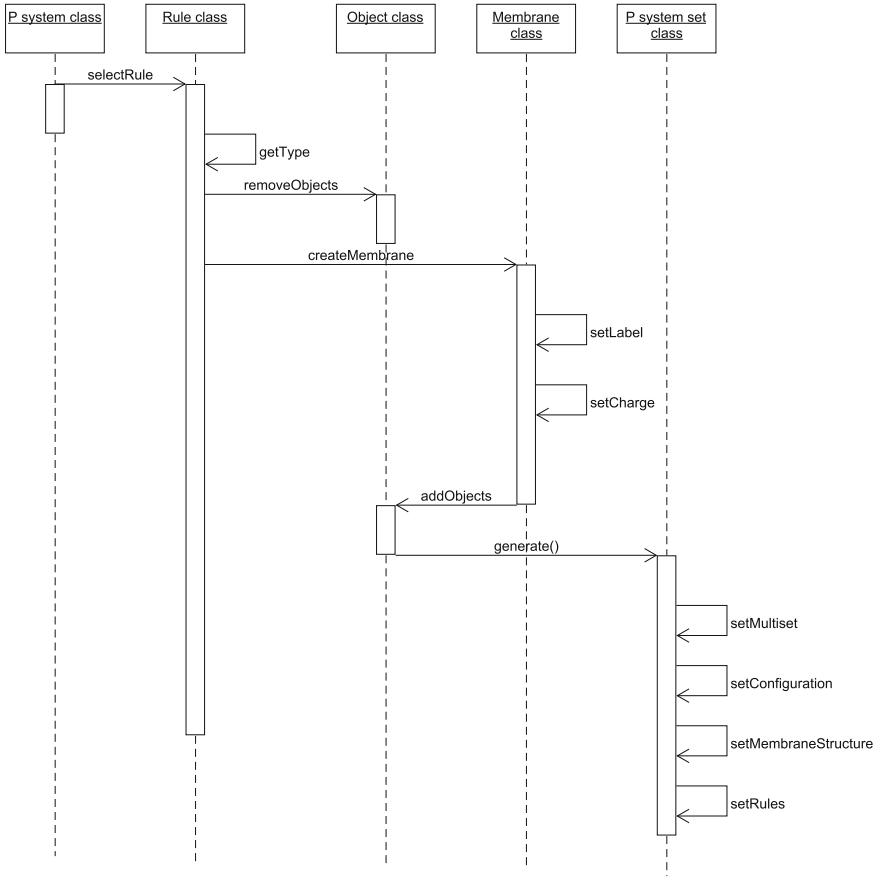 P system class
Rule class
Object class
Membrane
class
P system set
class
selectRule
getType
removeObjects
createMembrane
setLabel
setCharge
addObjects
generate()
setMultiset
setConfiguration
setMembraneStructure
setRules